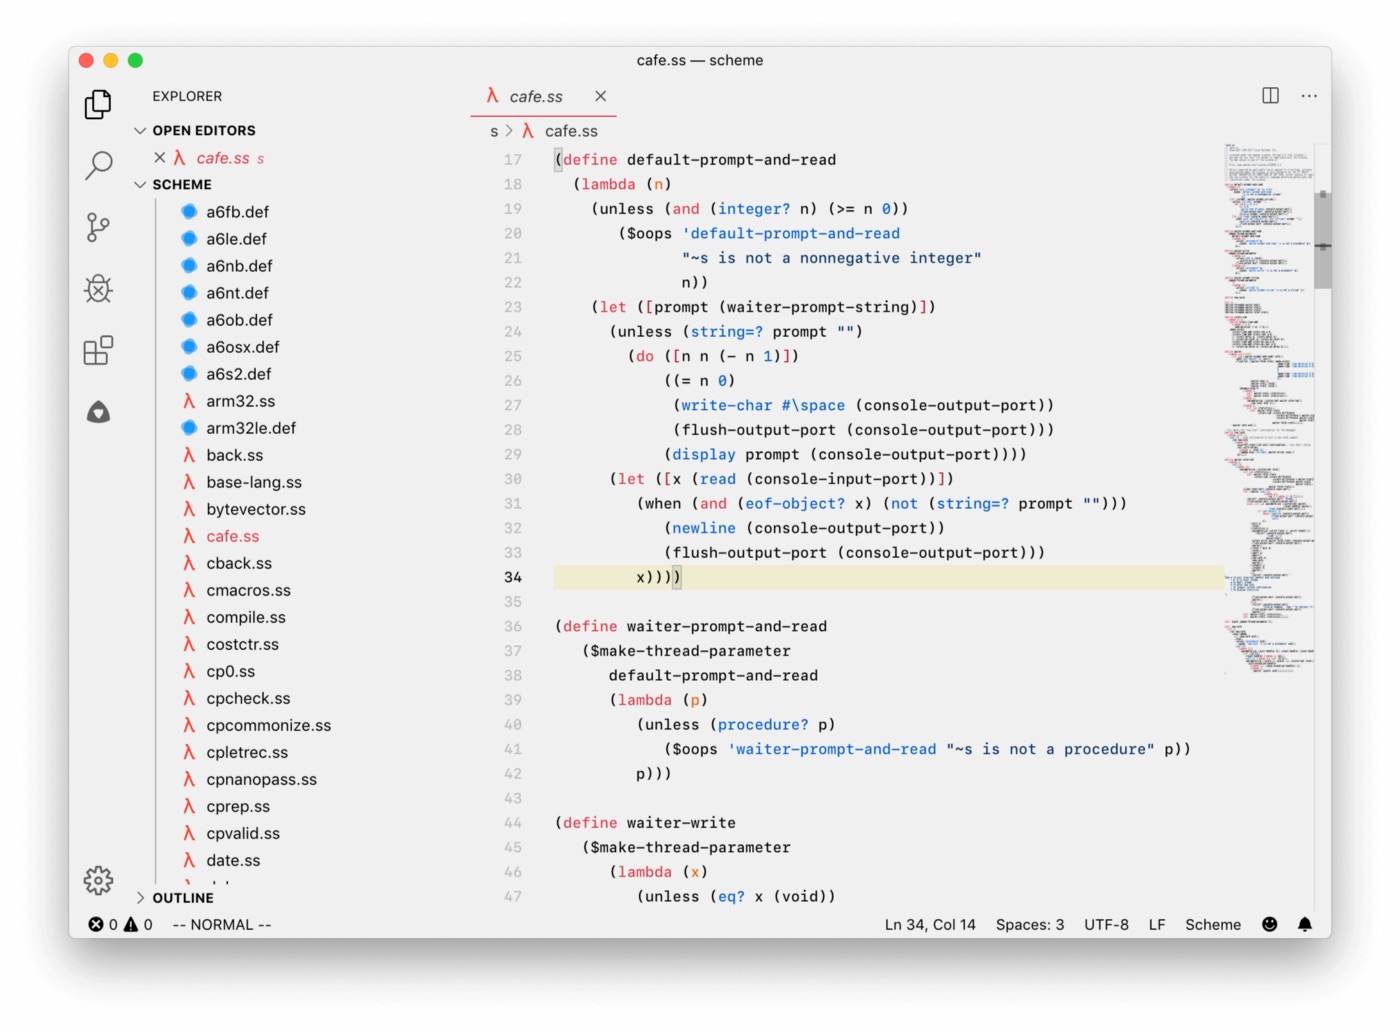 cafe.ss — scheme
EXPLORER
OPEN EDITORS
cafe.ss s
SCHEME
a6fb.def
a6le.def
a6nb.def
a6nt.def
a6ob.def
a6osx.def
a6s2.def
arm32.ss
arm32le.def
back.ss
base-lang.ss
bytevector.ss
cafe.ss
cback.ss
cmacros.ss
compile.ss
costctr.ss
cp0.ss
cpcheck.ss
cpcommonize.ss
cpletrec.ss
cpnanopass.ss
cprep.ss
cpvalid.ss
date.ss
OUTLINE
cafe.ss
s > cafe.ss
17 (define default-prompt-and-read
18 (lambda (n)
19 (unless (and (integer? n) (>= n 0))
20 ($oops 'default-prompt-and-read
21 "~s is not a nonnegative integer"
22 n))
23 (let ([prompt (waiter-prompt-string)])
24 (unless (string=? prompt "")
25 (do ([n n (- n 1)])
26 ((= n 0)
27 (write-char #\space (console-output-port))
28 (flush-output-port (console-output-port)))
29 (display prompt (console-output-port))))
30 (let ([x (read (console-input-port))])
31 (when (and (eof-object? x) (not (string=? prompt "")))
32 (newline (console-output-port))
33 (flush-output-port (console-output-port)))
34 x))))
35
36 (define waiter-prompt-and-read
37 ($make-thread-parameter
38 default-prompt-and-read
39 (lambda (p)
40 (unless (procedure? p)
41 ($oops 'waiter-prompt-and-read "~s is not a procedure" p))
42 p)))
43
44 (define waiter-write
45 ($make-thread-parameter
46 (lambda (x)
47 (unless (eq? x (void))
0 0 -- NORMAL --
Ln 34, Col 14 Spaces: 3 UTF-8 LF Scheme